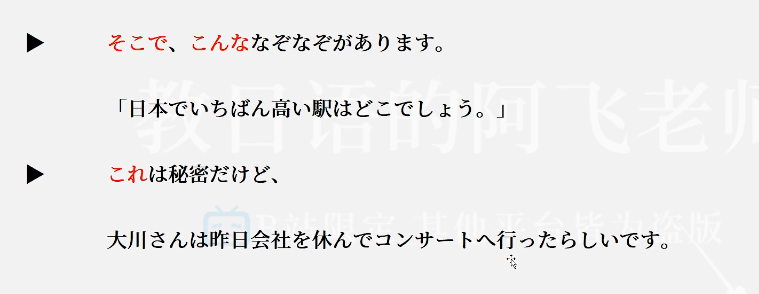 ▶ そこで、こんななぞなぞがあります。
「日本でいちばん高い駅はどこでしょう。」
教日语的阿飞老师
▶ これは秘密だけど、
B站限定 其他平台皆为盗版
大川さんは昨日会社を休んでコンサートへ行ったらしいです。